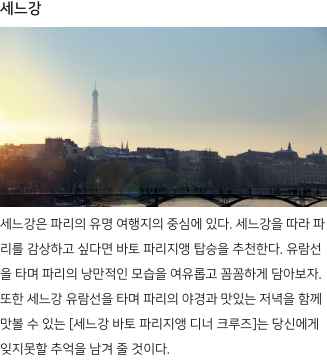 세느강
세느강은 파리의 유명 여행지의 중심에 있다. 세느강을 따라 파
리를 감상하고 싶다면 바토 파리지앵 탑승을 추천한다. 유람선
을 타며 파리의 낭만적인 모습을 여유롭고 꼼꼼하게 담아보자.
또한 세느강 유람선을 타며 파리의 야경과 맛있는 저녁을 함께
맛볼 수 있는 [세느강 바토 파리지앵 디너 크루즈]는 당신에게
잊지못할 추억을 남겨 줄 것이다.